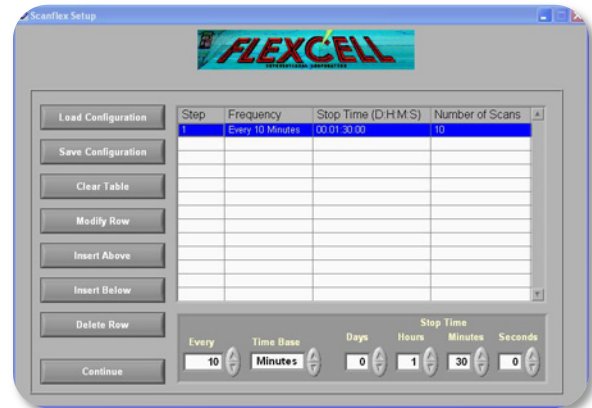 Scanflex Setup
FLEXCELL
INTERNATIONAL CORPORATION
Load Configuration
Save Configuration
Clear Table
Modify Row
Insert Above
Insert Below
Delete Row
Continue
Step Frequency Stop Time (D:H:M:S) Number of Scans
1 Every 10 Minutes 00:01:30:00 10
Stop Time
Every Time Base Days Hours Minutes Seconds
10 Minutes 0 1 30 0